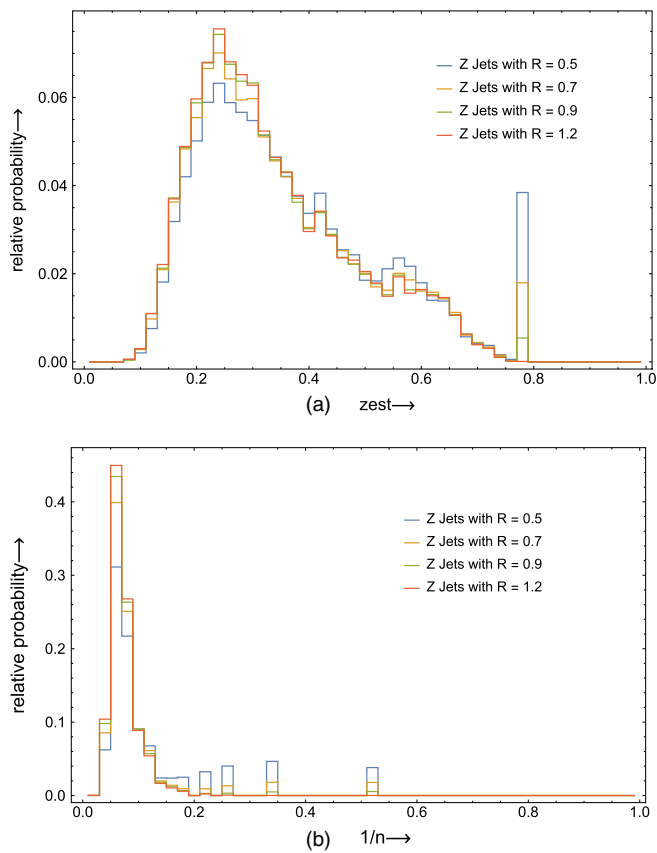 relative probability→
0.06
0.04
0.02
0.00
Z Jets with R = 0.5
Z Jets with R = 0.7
Z Jets with R = 0.9
Z Jets with R = 1.2
0.0 0.2 0.4 0.6 0.8 1.0
(a) zest→
relative probability→
0.4
0.3
0.2
0.1
0.0
Z Jets with R = 0.5
Z Jets with R = 0.7
Z Jets with R = 0.9
Z Jets with R = 1.2
0.0 0.2 0.4 0.6 0.8 1.0
(b) 1/n→